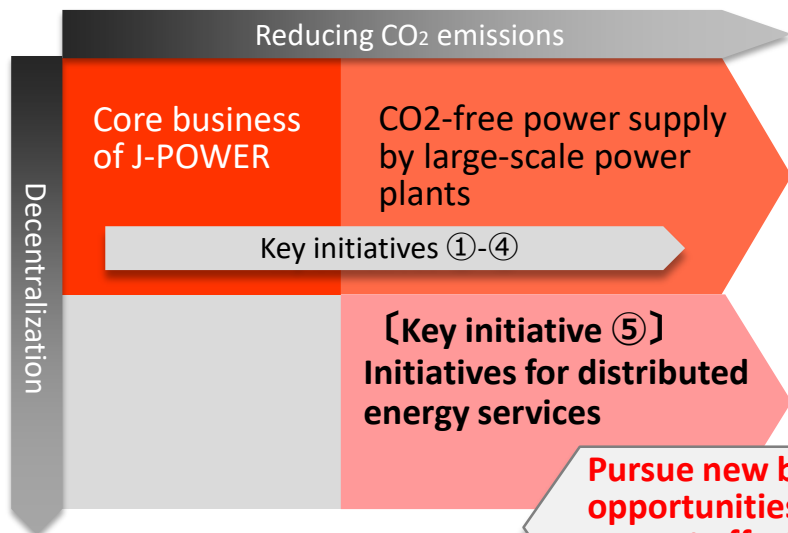 Reducing CO₂ emissions
Decentralization
Core business
of J-POWER
CO2-free power supply
by large-scale power
plants
Key initiatives ①-④
〔Key initiative ⑤〕
Initiatives for distributed
energy services
Pursue new b
opportunities